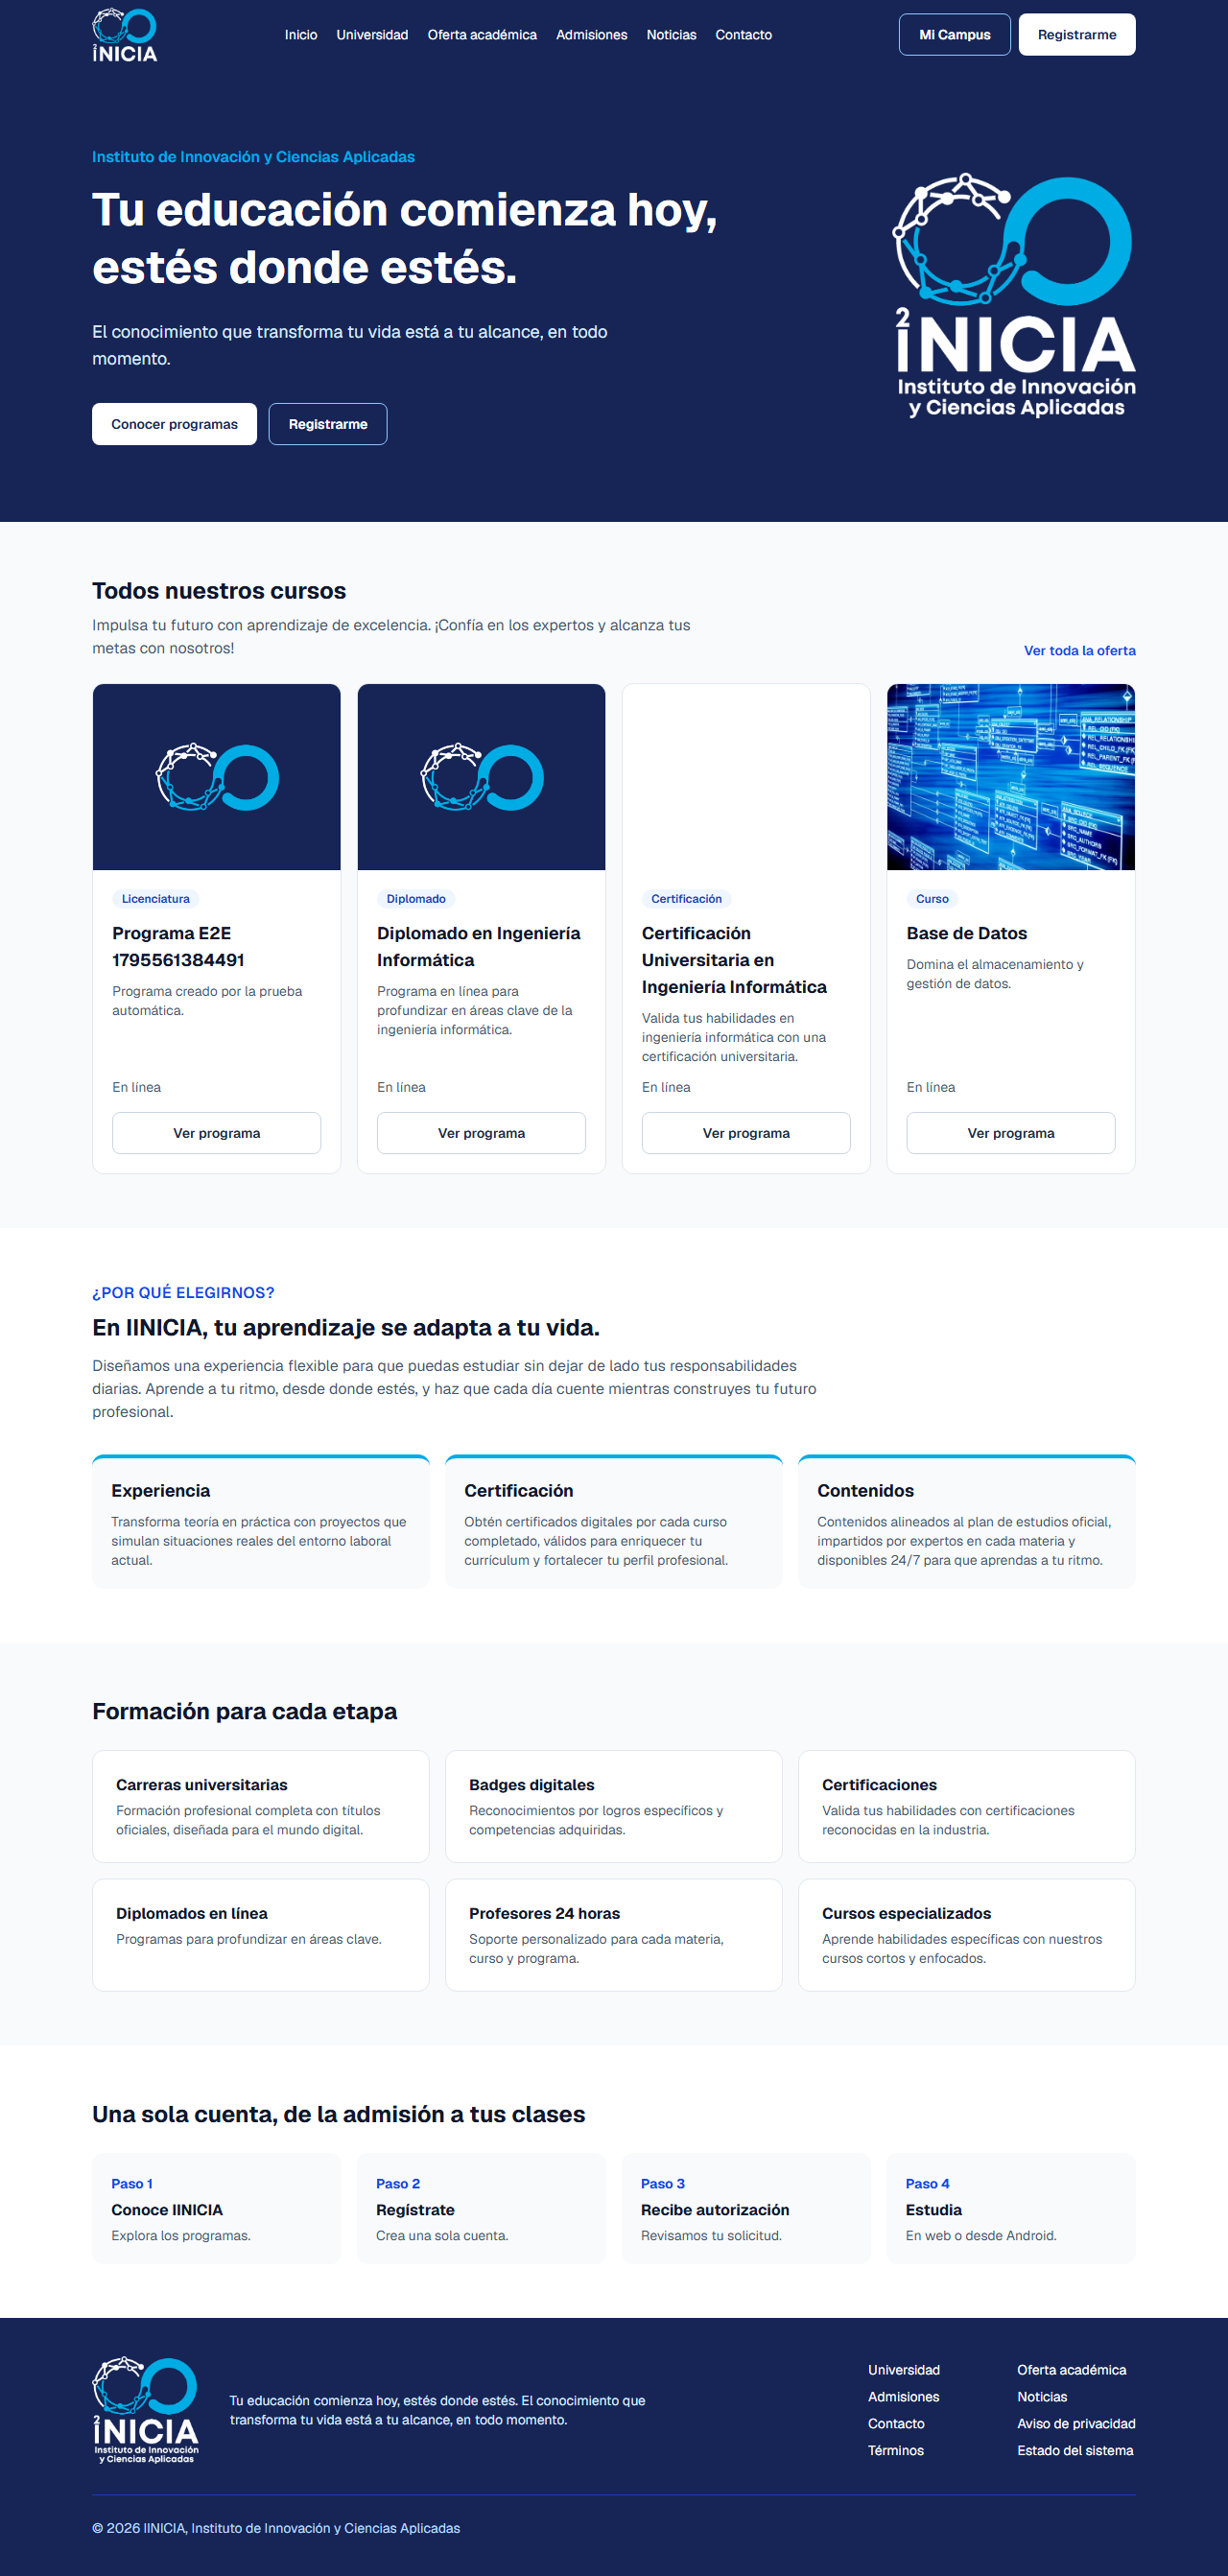 2
iNICIA
Inicio
Universidad
Oferta académica
Admisiones
Noticias
Contacto
Mi Campus
Registrarme
Instituto de Innovación y Ciencias Aplicadas
Tu educación comienza hoy,
estés donde estés.
El conocimiento que transforma tu vida está a tu alcance, en todo
momento.
Conocer programas
Registrarme
2
iNICIA
Instituto de Innovación
y Ciencias Aplicadas
Todos nuestros cursos
Impulsa tu futuro con aprendizaje de excelencia. ¡Confía en los expertos y alcanza tus
metas con nosotros!
Ver toda la oferta
Licenciatura
Programa E2E
1795561384491
Programa creado por la prueba
automática.
En línea
Ver programa
Diplomado
Diplomado en Ingeniería
Informática
Programa en línea para
profundizar en áreas clave de la
ingeniería informática.
En línea
Ver programa
Certificación
Certificación
Universitaria en
Ingeniería Informática
Valida tus habilidades en
ingeniería informática con una
certificación universitaria.
En línea
Ver programa
Curso
Base de Datos
Domina el almacenamiento y
gestión de datos.
En línea
Ver programa
¿POR QUÉ ELEGIRNOS?
En IINICIA, tu aprendizaje se adapta a tu vida.
Diseñamos una experiencia flexible para que puedas estudiar sin dejar de lado tus responsabilidades
diarias. Aprende a tu ritmo, desde donde estés, y haz que cada día cuente mientras construyes tu futuro
profesional.
Experiencia
Transforma teoría en práctica con proyectos que
simulan situaciones reales del entorno laboral
actual.
Certificación
Obtén certificados digitales por cada curso
completado, válidos para enriquecer tu
currículum y fortalecer tu perfil profesional.
Contenidos
Contenidos alineados al plan de estudios oficial,
impartidos por expertos en cada materia y
disponibles 24/7 para que aprendas a tu ritmo.
Formación para cada etapa
Carreras universitarias
Formación profesional completa con títulos
oficiales, diseñada para el mundo digital.
Badges digitales
Reconocimientos por logros específicos y
competencias adquiridas.
Certificaciones
Valida tus habilidades con certificaciones
reconocidas en la industria.
Diplomados en línea
Programas para profundizar en áreas clave.
Profesores 24 horas
Soporte personalizado para cada materia,
curso y programa.
Cursos especializados
Aprende habilidades específicas con nuestros
cursos cortos y enfocados.
Una sola cuenta, de la admisión a tus clases
Paso 1
Conoce IINICIA
Explora los programas.
Paso 2
Regístrate
Crea una sola cuenta.
Paso 3
Recibe autorización
Revisamos tu solicitud.
Paso 4
Estudia
En web o desde Android.
2
iNICIA
Instituto de Innovación
y Ciencias Aplicadas
Tu educación comienza hoy, estés donde estés. El conocimiento que
transforma tu vida está a tu alcance, en todo momento.
Universidad
Oferta académica
Admisiones
Noticias
Contacto
Aviso de privacidad
Términos
Estado del sistema
© 2026 IINICIA, Instituto de Innovación y Ciencias Aplicadas